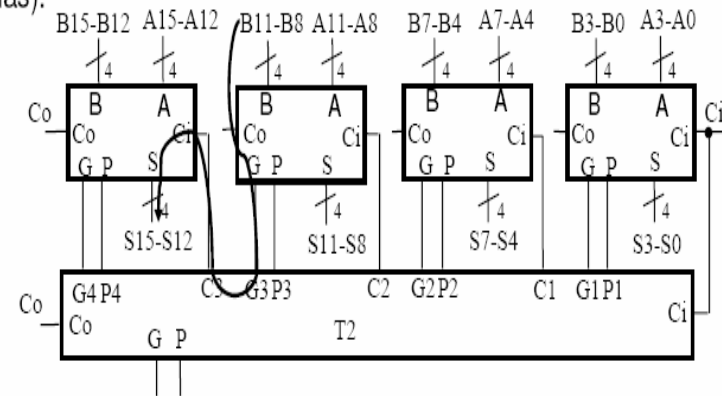 nas).
B15-B12 A15-A12 B11-B8 A11-A8 B7-B4 A7-A4 B3-B0 A3-A0
4 4 4 4 4 4 4 4
B A B A B A B A
Co Co Ci Co Ci Co Ci Co Ci Ci
G P S G P S G P S G P S
4 4 4 4
S15-S12 S11-S8 S7-S4 S3-S0
G4 P4 C3 G3 P3 C2 G2 P2 C1 G1 P1
Co Co T2 Ci
G P